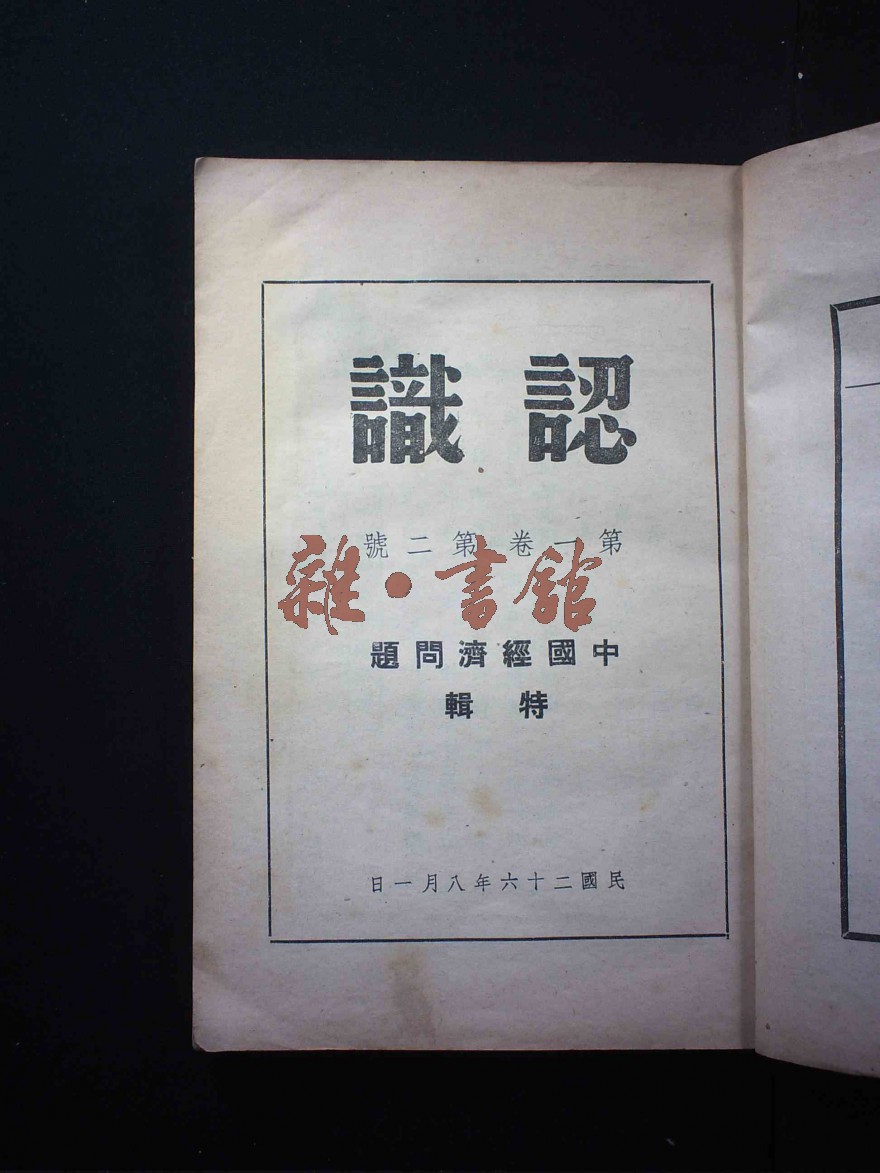 認識
第一卷 第二號
雜·書館
中國經濟問題
特輯
民國二十六年八月一日